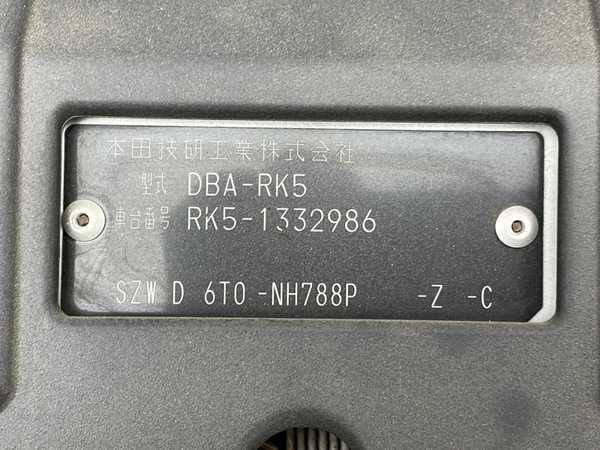 本田技研工業株式会社
型式 DBA-RK5
車台番号 RK5-1332986
SZW D 6T0 -NH788P -Z -C